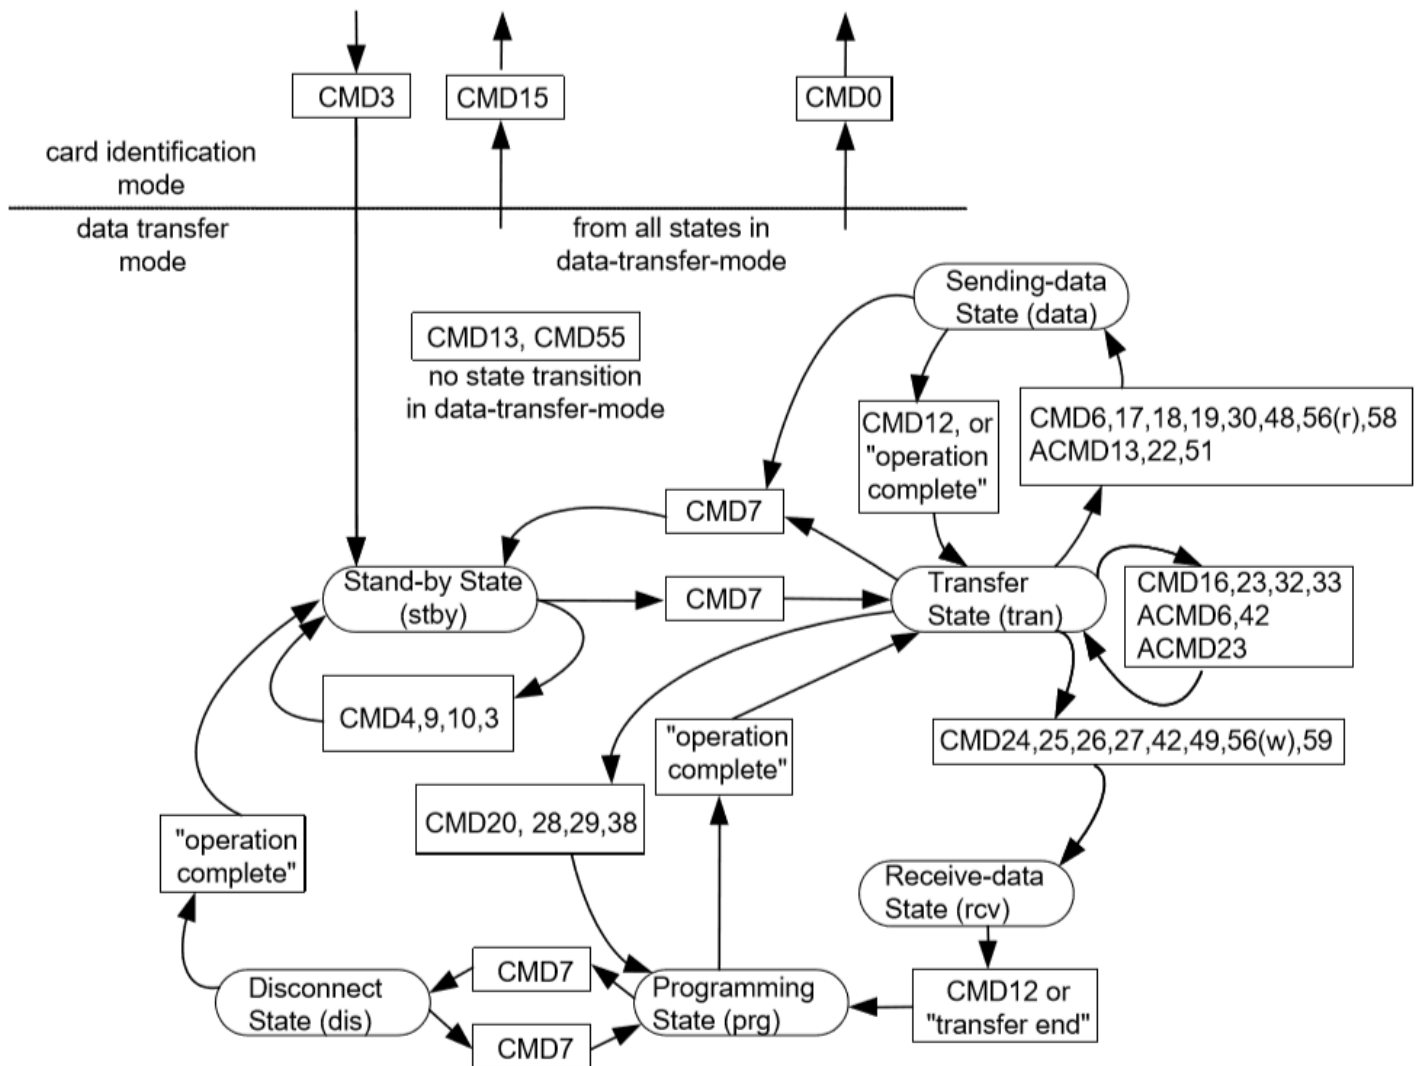 CMD3
CMD15
CMD0
card identification
mode
data transfer
mode
from all states in
data-transfer-mode
Sending-data
State (data)
CMD13, CMD55
no state transition
in data-transfer-mode
CMD12, or
"operation
complete"
CMD6,17,18,19,30,48,56(r),58
ACMD13,22,51
CMD7
Stand-by State
(stby)
CMD7
Transfer
State (tran)
CMD16,23,32,33
ACMD6,42
ACMD23
CMD4,9,10,3
"operation
complete"
CMD24,25,26,27,42,49,56(w),59
CMD20, 28,29,38
"operation
complete"
Receive-data
State (rcv)
Disconnect
State (dis)
CMD7
CMD7
Programming
State (prg)
CMD12 or
"transfer end"